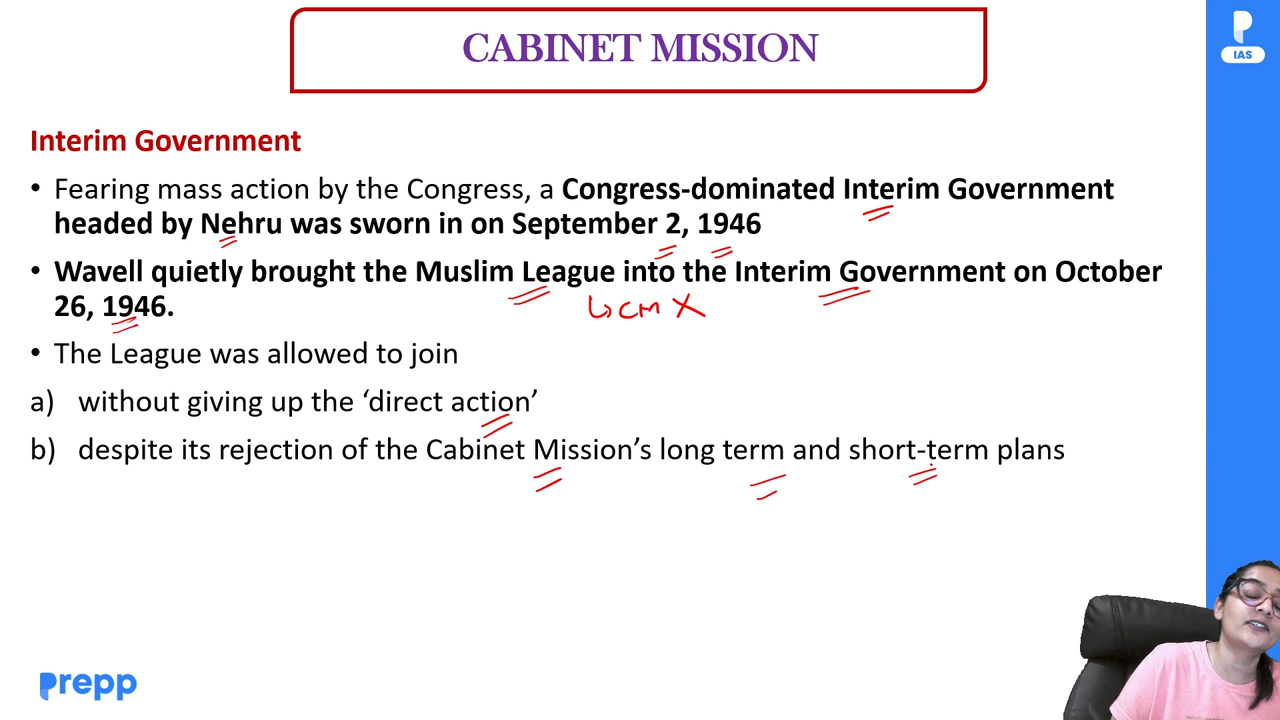 CABINET MISSION
IAS
Interim Government
• Fearing mass action by the Congress, a Congress-dominated Interim Government
headed by Nehru was sworn in on September 2, 1946
• Wavell quietly brought the Muslim League into the Interim Government on October
26, 1946.
↳ CM X
• The League was allowed to join
a) without giving up the ‘direct action’
b) despite its rejection of the Cabinet Mission’s long term and short-term plans
prepp